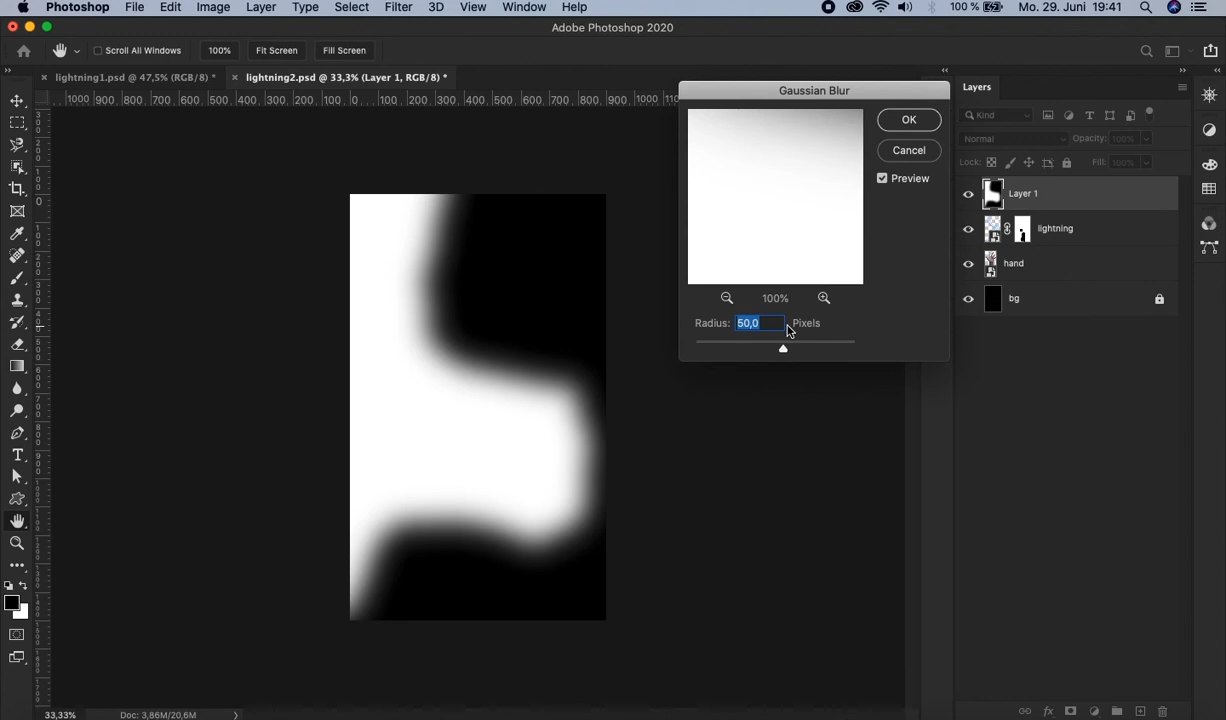 Photoshop File Edit Image Layer Type Select Filter 3D View Window Help 100 % Mo. 29. Juni 19:41
Adobe Photoshop 2020
Scroll All Windows 100% Fit Screen Fill Screen
lightning1.psd @ 47,5% (RGB/8) * lightning2.psd @ 33,3% (Layer 1, RGB/8) *
1000 900 800 700 600 500 400 300 200 100 0 100 200 300 400 500 600 700 800 900 1000
Gaussian Blur
OK
Cancel
Preview
100%
Radius: 50,0 Pixels
Layers
Kind
Normal Opacity: 100%
Lock: Fill: 100%
Layer 1
lightning
hand
bg
33,33% Doc: 3,86M/20,6M